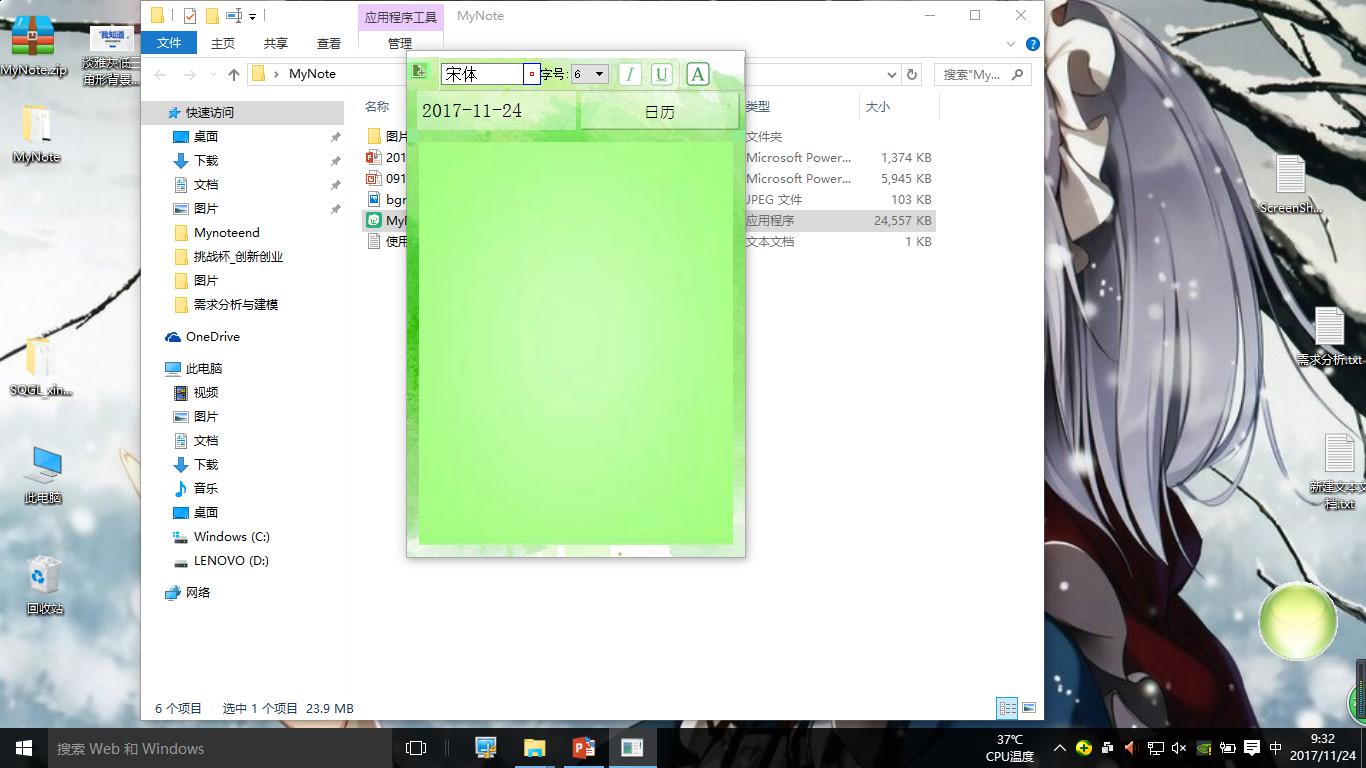 MyNote.zip
我知道,
淡雅灰低三
角形背景...
MyNote
SQGL_xin...
此电脑
回收站
应用程序工具
MyNote
文件
主页
共享
查看
管理
MyNote
搜索"My...
快速访问
桌面
下载
文档
图片
Mynoteend
挑战杯_创新创业
图片
需求分析与建模
OneDrive
此电脑
视频
图片
文档
下载
音乐
桌面
Windows (C:)
LENOVO (D:)
网络
名称
类型
大小
图片
文件夹
201
Microsoft Power...
1,374 KB
091
Microsoft Power...
5,945 KB
bgr
JPEG 文件
103 KB
应用程序
24,557 KB
使用
文本文档
1 KB
宋体
字号:
6
I
U
A
2017-11-24
日历
6 个项目
选中 1 个项目 23.9 MB
ScreenSh...
需求分析.txt
新建文本文
档.txt
搜索 Web 和 Windows
37℃
CPU温度
中
9:32
2017/11/24